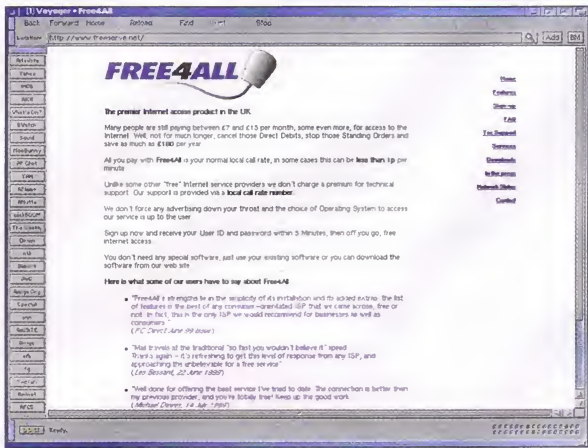 Voyager • Free4All
Back Forward Home Reload Find Stop
Location http://www.freeserve.net/ Add BM
FREE4ALL
The premier Internet access product in the UK
Many people are still paying between £7 and £15 per month, some even more, for access to the
Internet. Well, not for much longer, cancel those Direct Debits, stop those Standing Orders and
save as much as £180 per year
All you pay with Free4All is your normal local call rate, in some cases this can be less than 1p per
minute
Unlike some other "free" Internet service providers we don't charge a premium for technical
support. Our support is provided via a local call rate number.
We don't force any advertising down your throat and the choice of Operating System to access
our service is up to the user
Sign up now and receive your User ID and password within 5 Minutes, then off you go, free
internet access.
You don't need any special software, just use your existing software or you can download the
software from our web site
Here is what some of our users have to say about Free4All
• "Free4All's strengths lie in the simplicity of its installation and its added extras. the list
of features is the best of any consumer-orientated ISP that we came across, free or
not. In fact, this is the only ISP we would recommend for businesses as well as
consumers"
(PC Direct June 99 issue)
• "Mail travels at the traditional "so fast you wouldn't believe it" speed
Thanks again - it's refreshing to get this level of response from any ISP, and
approaching the unbelievable for a free service"
(Les Bessant, 22 June 1999)
• "Well done for offering the best service I've tried to date. The connection is better than
my previous provider, and you're totally free! Keep up the good work.
(Michael Dewes, 14 July 1999)
Home
Features
Sign-up
FAQ
Tec Support
Services
Downloads
In the press
Network Status
Contact
Yahoo
Sound
AF Chat
YAM
quickBOOM
Ready.